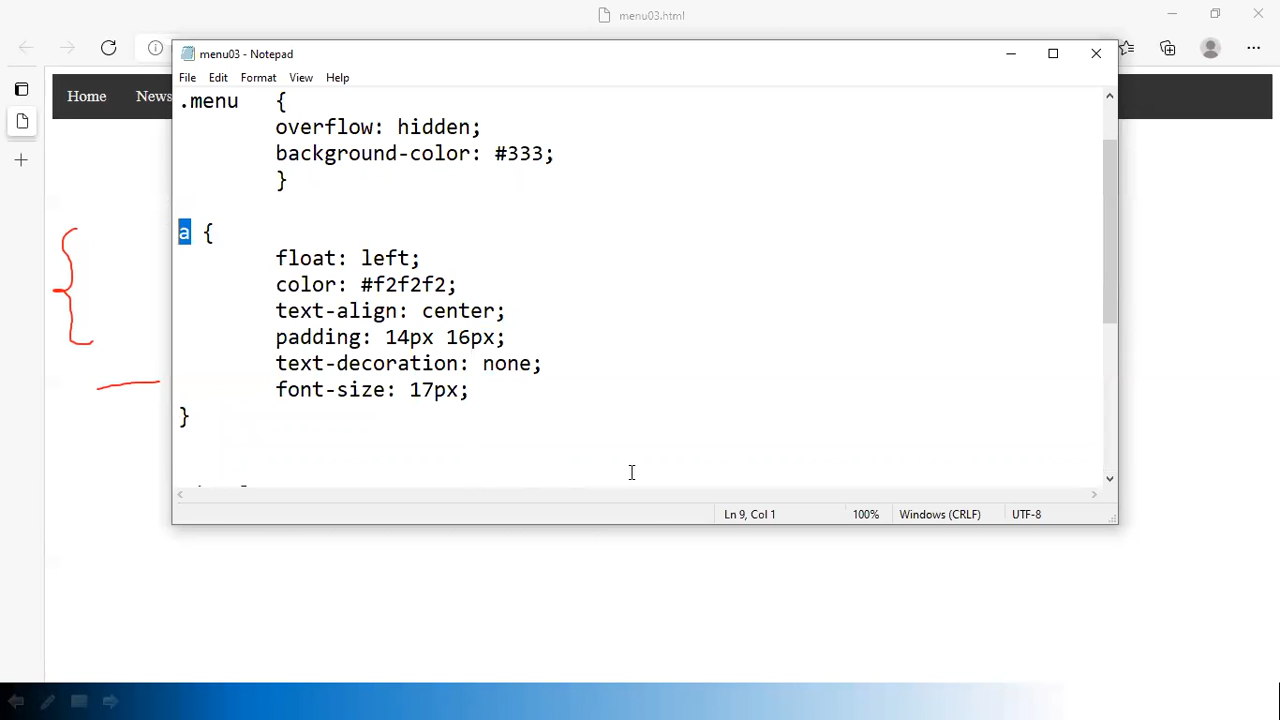 menu03.html
menu03 - Notepad
File Edit Format View Help
Home News
.menu {
overflow: hidden;
background-color: #333;
}
a {
float: left;
color: #f2f2f2;
text-align: center;
padding: 14px 16px;
text-decoration: none;
font-size: 17px;
}
Ln 9, Col 1 100% Windows (CRLF) UTF-8